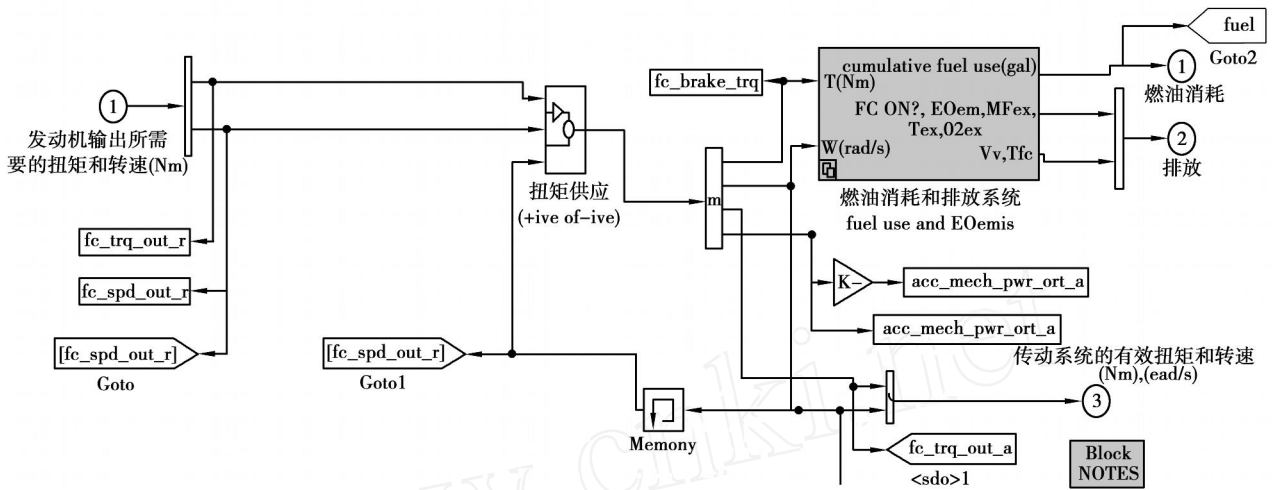 fuel
Goto2
cumulative fuel use(gal)
fc_brake_trq
T(Nm)
1
燃油消耗
FC ON?, EOem,MFex,
Tex,02ex
1
发动机输出所需
要的扭矩和转速(Nm)
W(rad/s)
Vv,Tfc
2
排放
扭矩供应
(+ive of-ive)
m
燃油消耗和排放系统
fuel use and EOemis
fc_trq_out_r
fc_spd_out_r
K-
acc_mech_pwr_ort_a
acc_mech_pwr_ort_a
[fc_spd_out_r]
Goto
[fc_spd_out_r]
Goto1
传动系统的有效扭矩和转速
(Nm),(ead/s)
3
Memony
fc_trq_out_a
<sdo>1
Block
NOTES